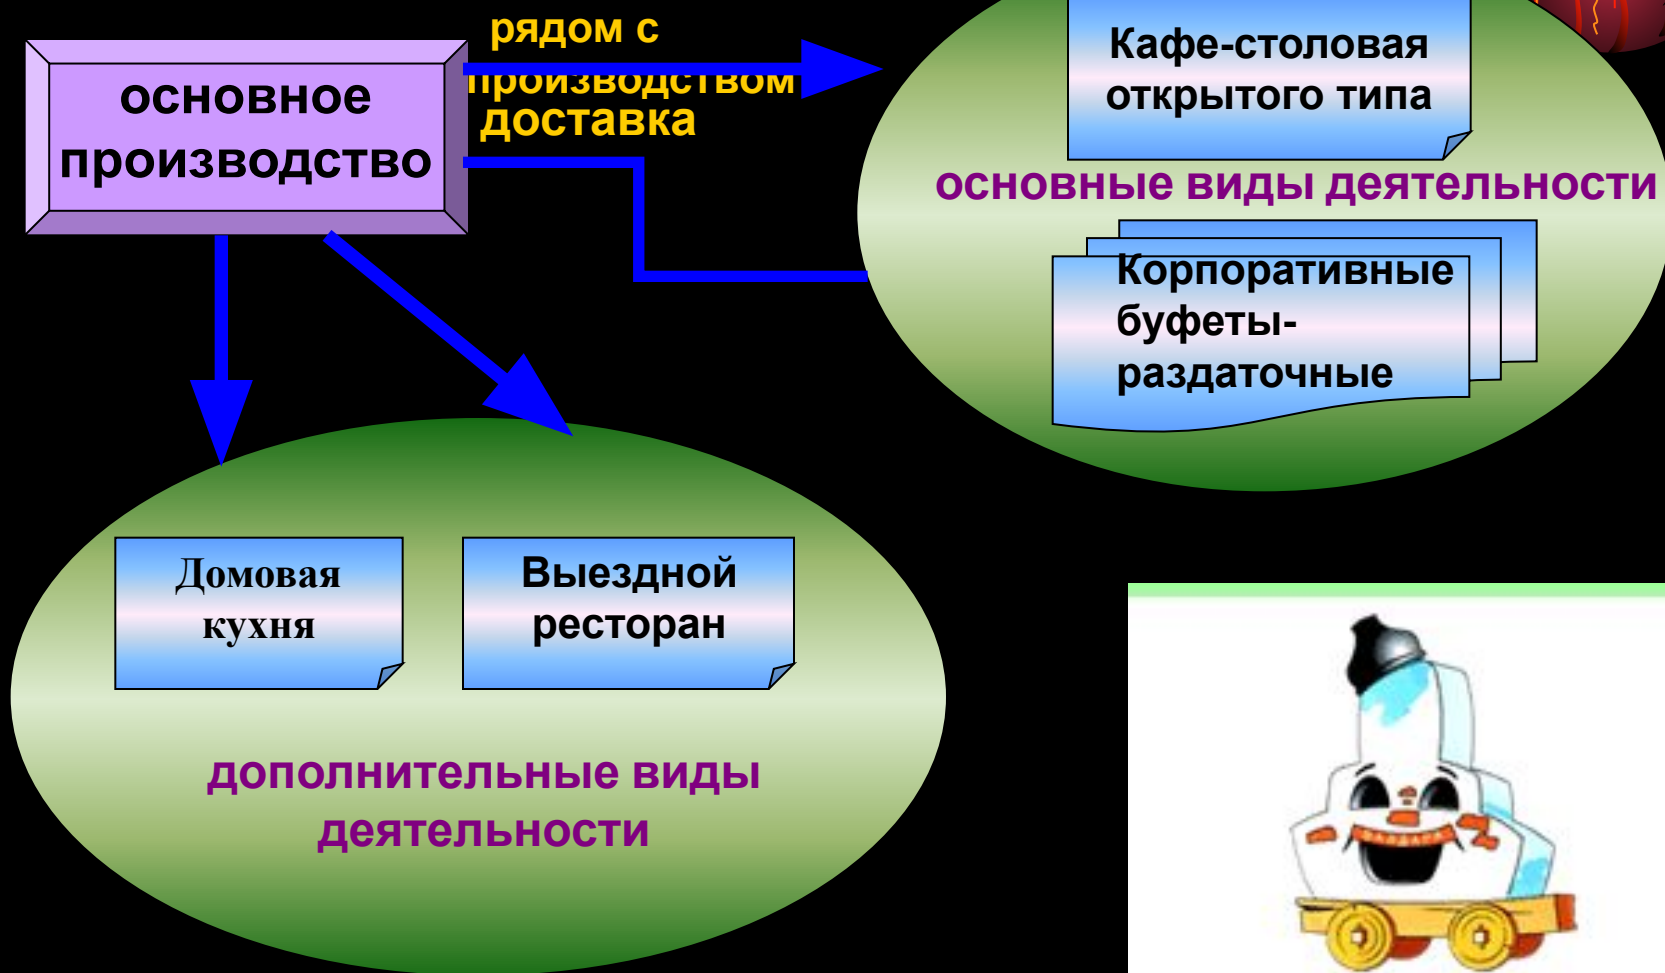 рядом с
производством
доставка
основное
производство
Кафе-столовая
открытого типа
основные виды деятельности
Корпоративные
буфеты-
раздаточные
Домовая
кухня
Выездной
ресторан
дополнительные виды
деятельности